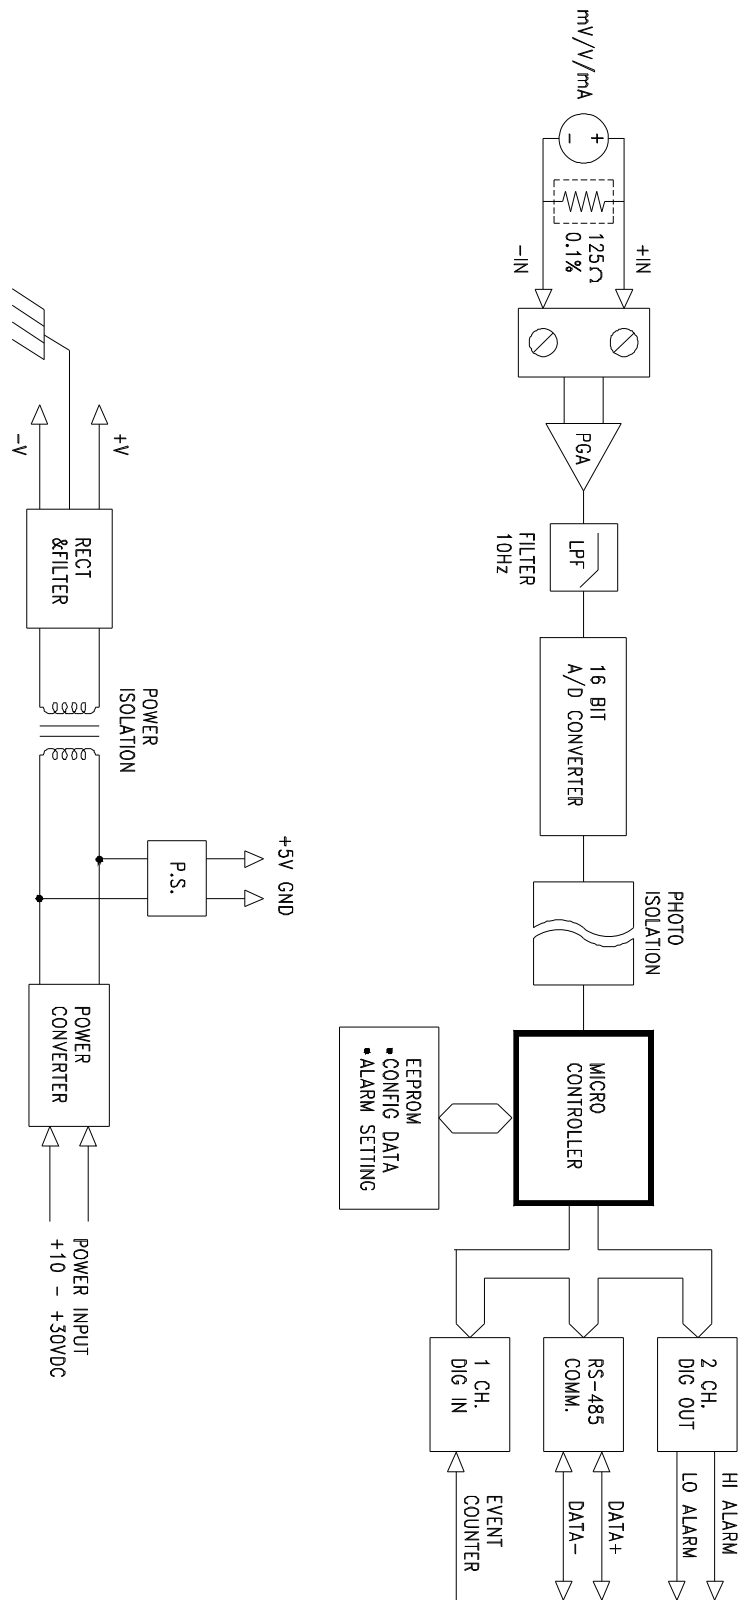 mV/V/mA
+
-
125Ω
0.1%
+IN
-IN
PGA
LPF
FILTER
10Hz
16 BIT
A/D CONVERTER
PHOTO
ISOLATION
MICRO
CONTROLLER
EEPROM
• CONFIG DATA
• ALARM SETTING
2 CH.
DIG OUT
HI ALARM
LO ALARM
RS-485
COMM.
DATA+
DATA-
1 CH.
DIG IN
EVENT
COUNTER
+V
-V
RECT
&FILTER
POWER
ISOLATION
+5V GND
P.S.
POWER
CONVERTER
POWER INPUT
+10 - +30VDC